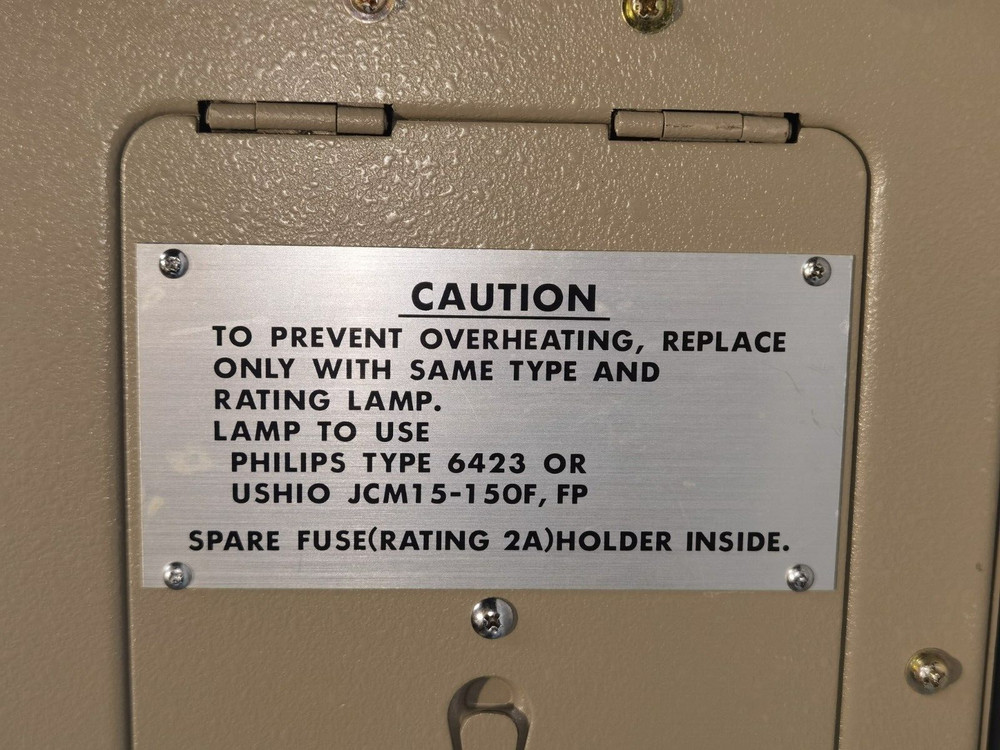 CAUTION
TO PREVENT OVERHEATING, REPLACE
ONLY WITH SAME TYPE AND
RATING LAMP.
LAMP TO USE
PHILIPS TYPE 6423 OR
USHIO JCM15-150F, FP
SPARE FUSE(RATING 2A)HOLDER INSIDE.